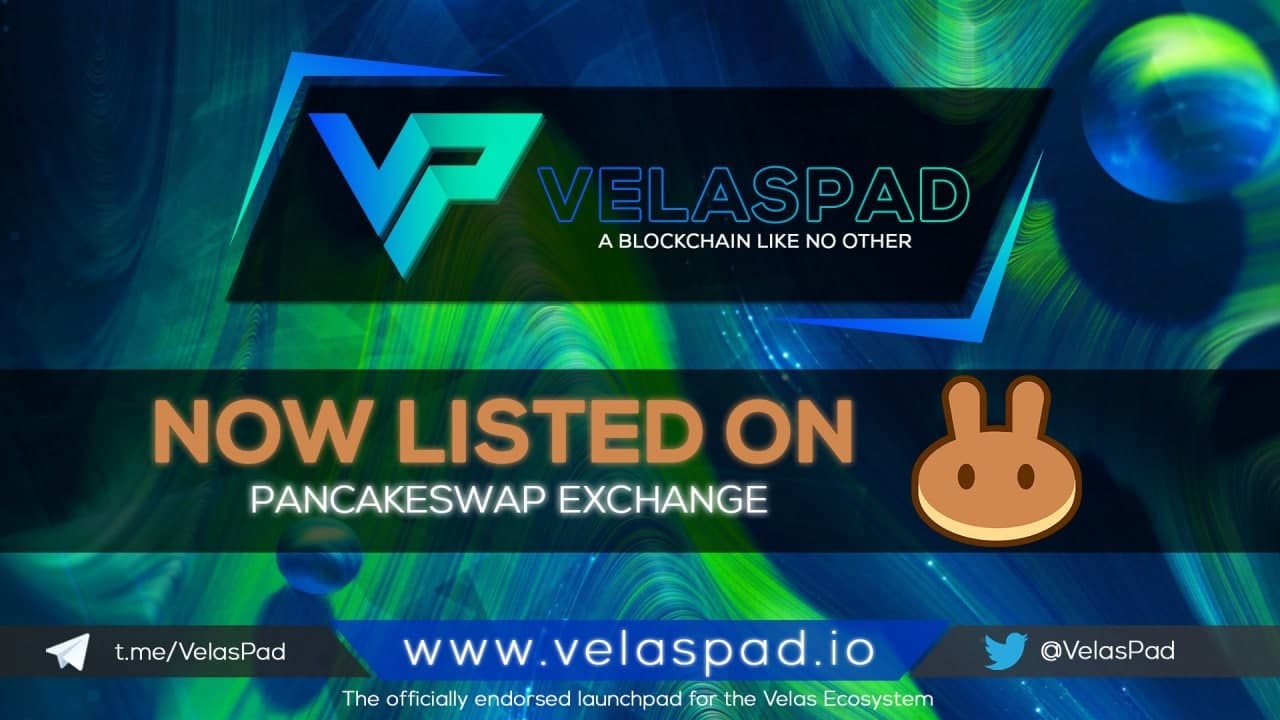 VP
VELASPAD
A BLOCKCHAIN LIKE NO OTHER
NOW LISTED ON
PANCAKESWAP EXCHANGE
t.me/VelasPad
www.velaspad.io
@VelasPad
The officially endorsed launchpad for the Velas Ecosystem